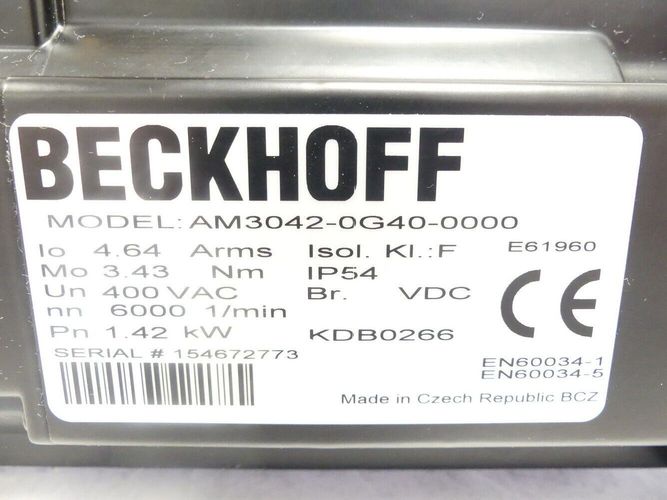 BECKHOFF
MODEL: AM3042-0G40-0000
Io 4.64 Arms Isol. Kl.:F E61960
Mo 3.43 Nm IP54
Un 400 VAC Br. VDC
nn 6000 1/min
Pn 1.42 kW KDB0266
SERIAL # 154672773
CE
EN60034-1
EN60034-5
Made in Czech Republic BCZ